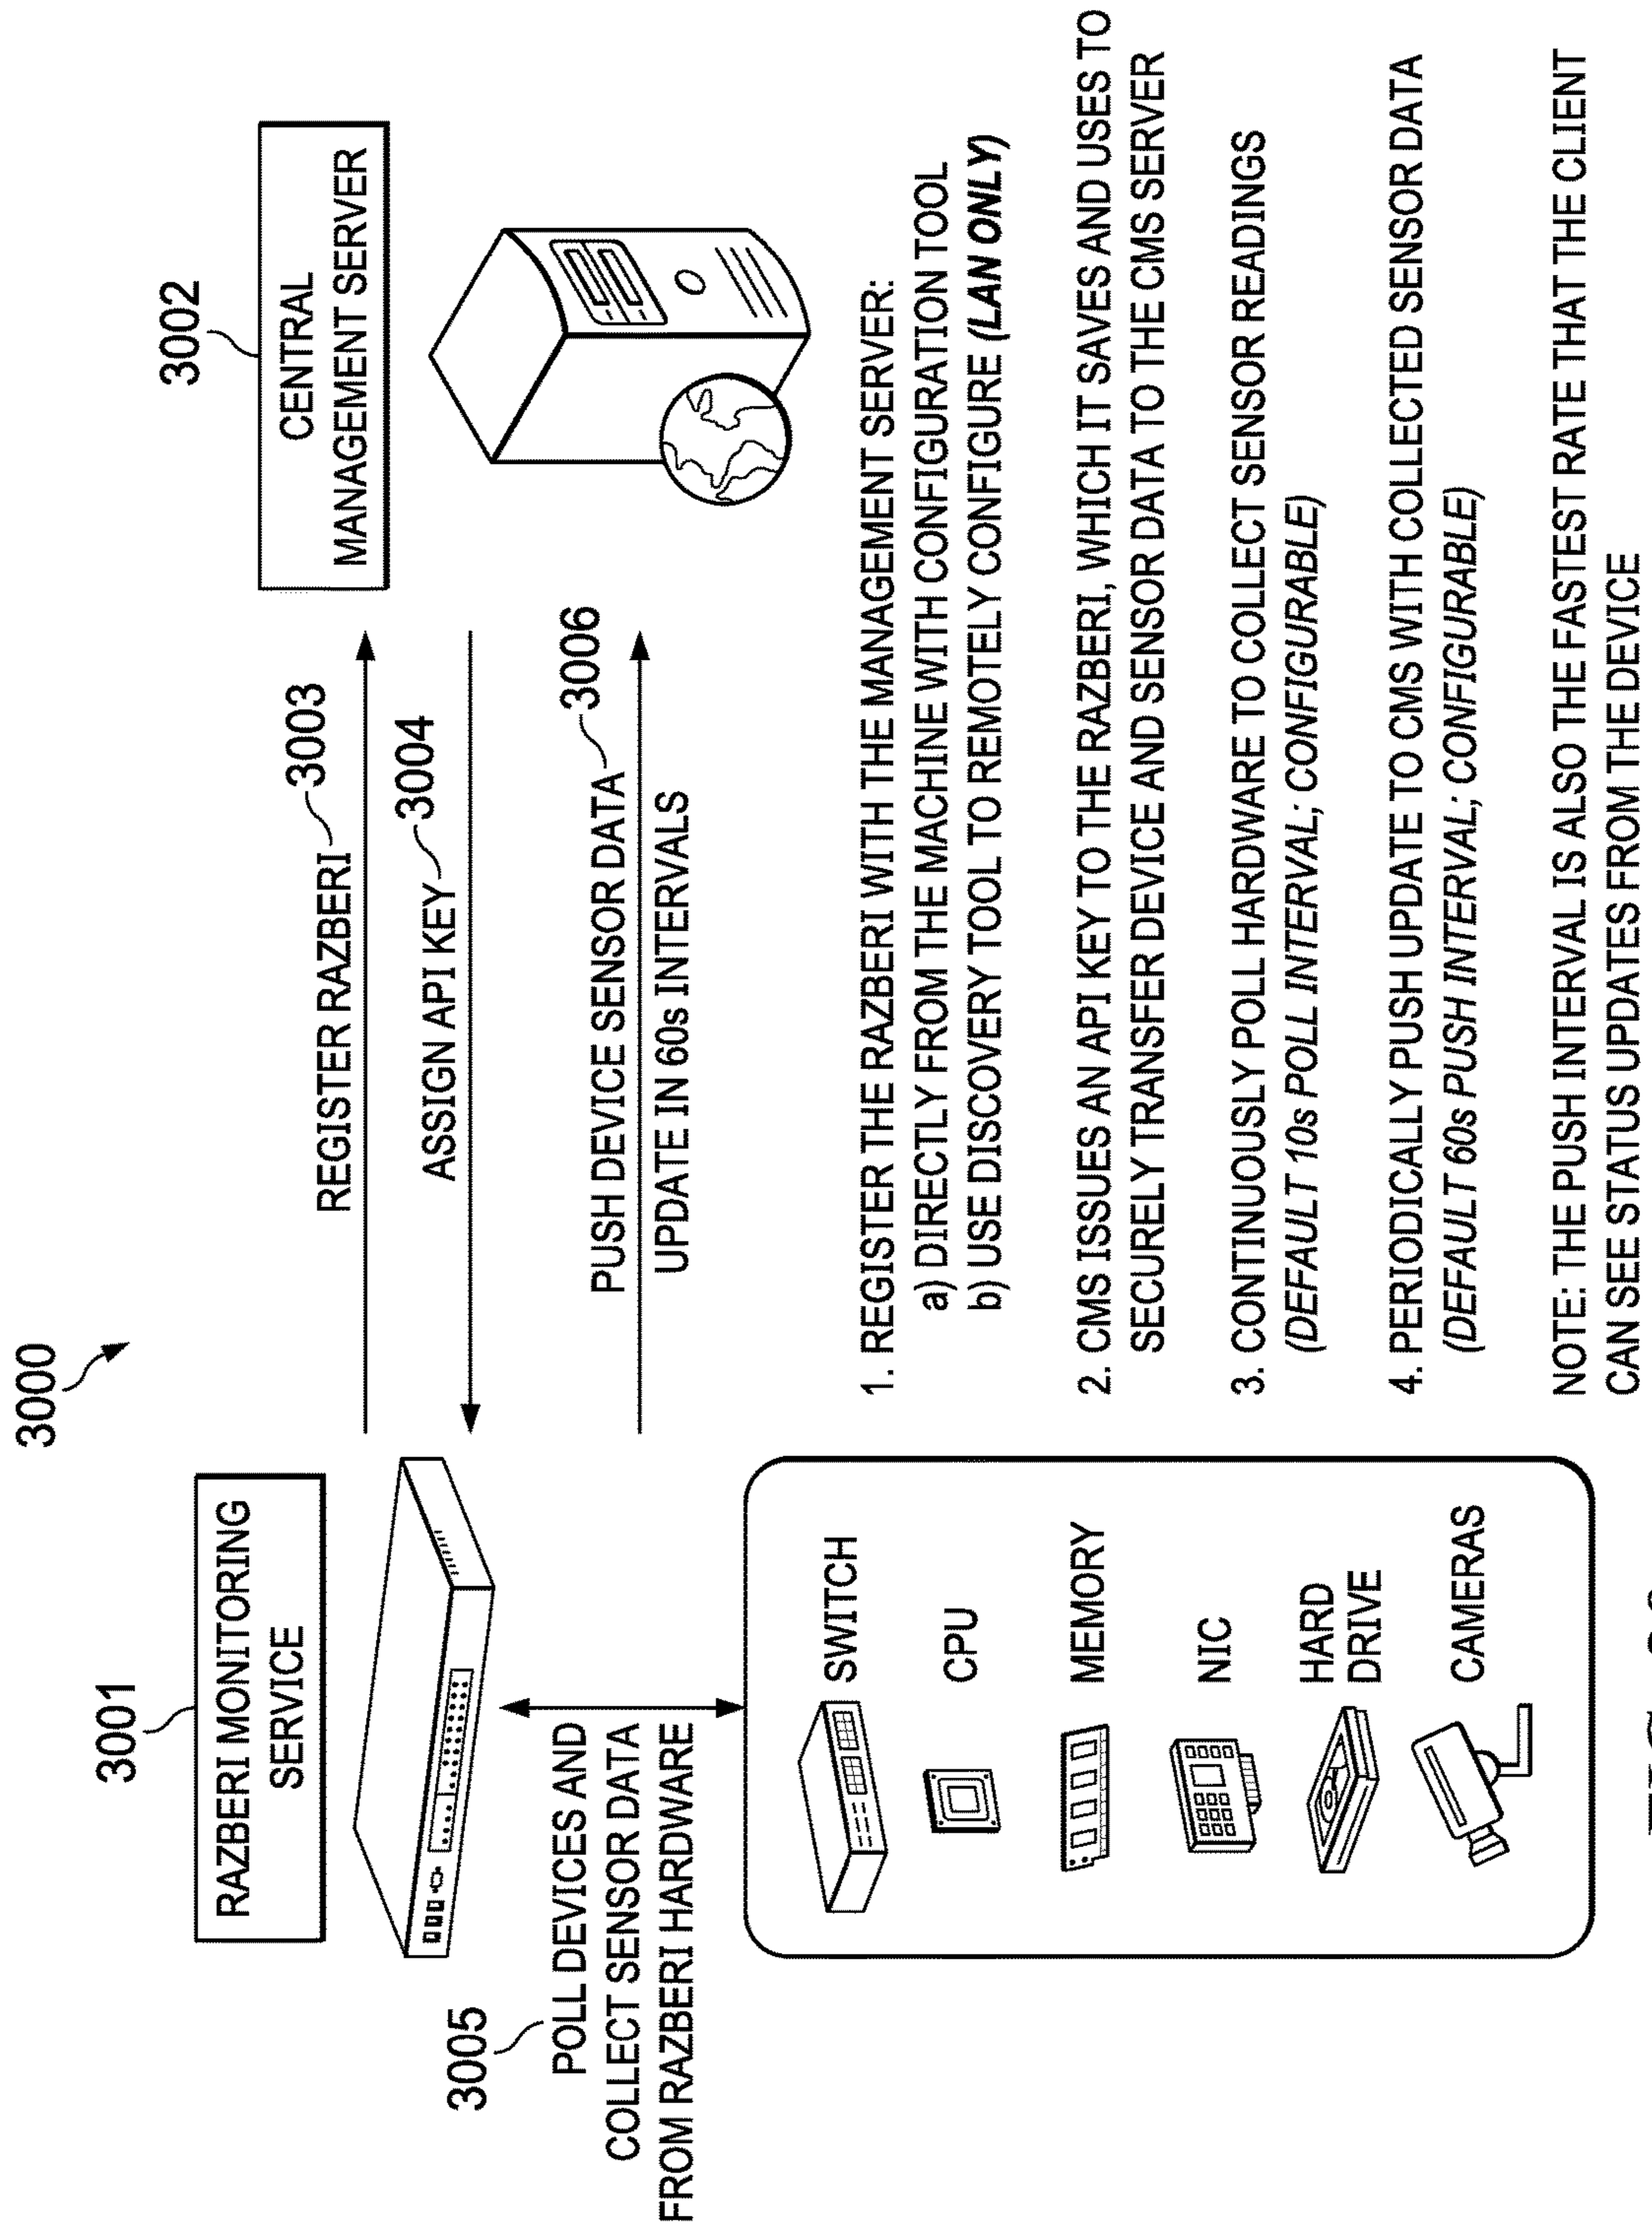 3000
3001
RAZBERI MONITORING
SERVICE
3002
CENTRAL
MANAGEMENT SERVER
REGISTER RAZBERI
3003
ASSIGN API KEY
3004
PUSH DEVICE SENSOR DATA
3006
UPDATE IN 60s INTERVALS
3005
POLL DEVICES AND
COLLECT SENSOR DATA
FROM RAZBERI HARDWARE
SWITCH
CPU
MEMORY
NIC
HARD
DRIVE
CAMERAS
1. REGISTER THE RAZBERI WITH THE MANAGEMENT SERVER:
a) DIRECTLY FROM THE MACHINE WITH CONFIGURATION TOOL
b) USE DISCOVERY TOOL TO REMOTELY CONFIGURE (LAN ONLY)
2. CMS ISSUES AN API KEY TO THE RAZBERI, WHICH IT SAVES AND USES TO
SECURELY TRANSFER DEVICE AND SENSOR DATA TO THE CMS SERVER
3. CONTINUOUSLY POLL HARDWARE TO COLLECT SENSOR READINGS
(DEFAULT 10s POLL INTERVAL; CONFIGURABLE)
4. PERIODICALLY PUSH UPDATE TO CMS WITH COLLECTED SENSOR DATA
(DEFAULT 60s PUSH INTERVAL; CONFIGURABLE)
NOTE: THE PUSH INTERVAL IS ALSO THE FASTEST RATE THAT THE CLIENT
CAN SEE STATUS UPDATES FROM THE DEVICE